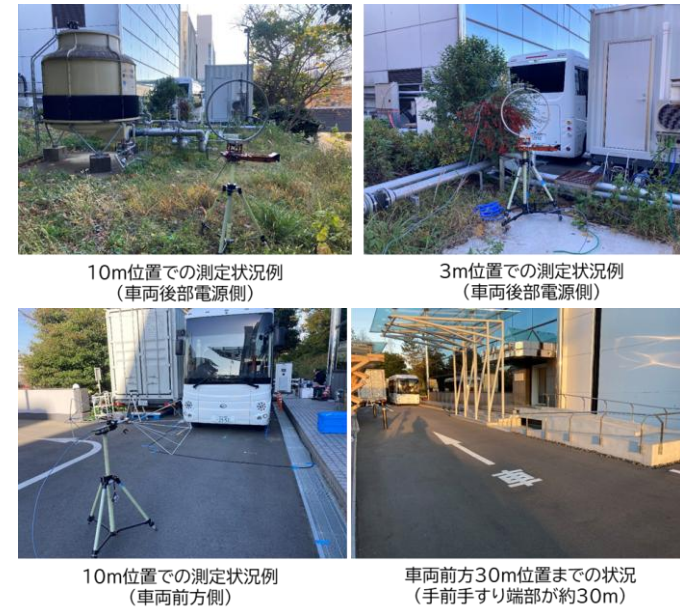 10m位置での測定状況例
(車両後部電源側)
3m位置での測定状況例
(車両後部電源側)
10m位置での測定状況例
(車両前方側)
車両前方30m位置までの状況
(手前手すり端部が約30m)